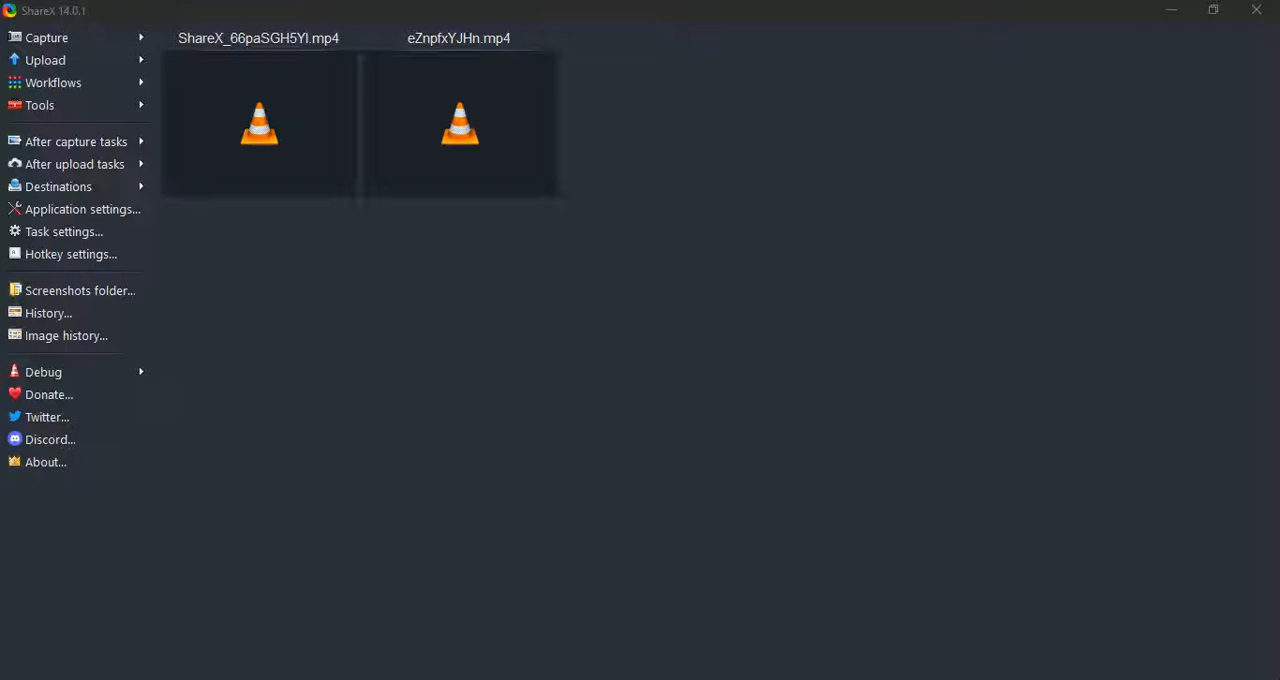 ShareX 14.0.1
Capture
Upload
Workflows
Tools
After capture tasks
After upload tasks
Destinations
Application settings...
Task settings...
Hotkey settings...
Screenshots folder...
History...
Image history...
Debug
Donate...
Twitter...
Discord...
About...
ShareX_66paSGH5Yl.mp4
eZnpfxYJHn.mp4